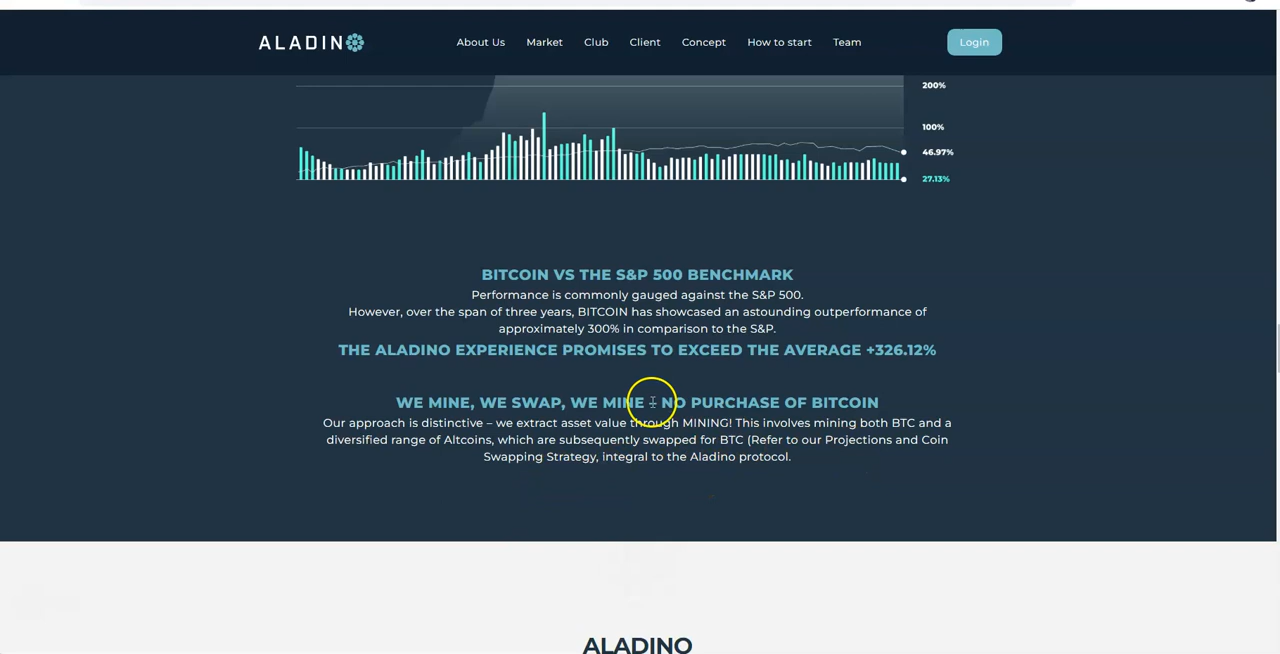 ALADINO
About Us Market Club Client Concept How to start Team Login
200%
100%
46.97%
27.13%
BITCOIN VS THE S&P 500 BENCHMARK
Performance is commonly gauged against the S&P 500.
However, over the span of three years, BITCOIN has showcased an astounding outperformance of
approximately 300% in comparison to the S&P.
THE ALADINO EXPERIENCE PROMISES TO EXCEED THE AVERAGE +326.12%
WE MINE, WE SWAP, WE MINE – NO PURCHASE OF BITCOIN
Our approach is distinctive – we extract asset value through MINING! This involves mining both BTC and a
diversified range of Altcoins, which are subsequently swapped for BTC (Refer to our Projections and Coin
Swapping Strategy, integral to the Aladino protocol.
ALADINO